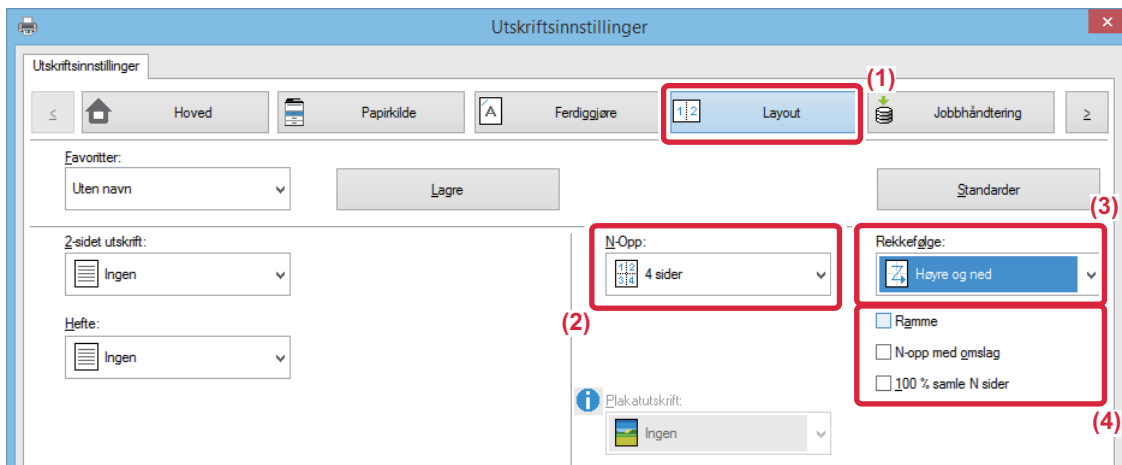 Utskriftsinnstillinger
Utskriftsinnstillinger
(1)
Hoved
Papirkilde
Ferdiggjøre
Layout
Jobbhåndtering
Favoritter:
Uten navn
Lagre
Standarder
(3)
2-sidet utskrift:
Ingen
N-Opp:
4 sider
Rekkefølge:
Høyre og ned
(2)
Hefte:
Ingen
Ramme
N-opp med omslag
100 % samle N sider
(4)
Plakatutskrift:
Ingen